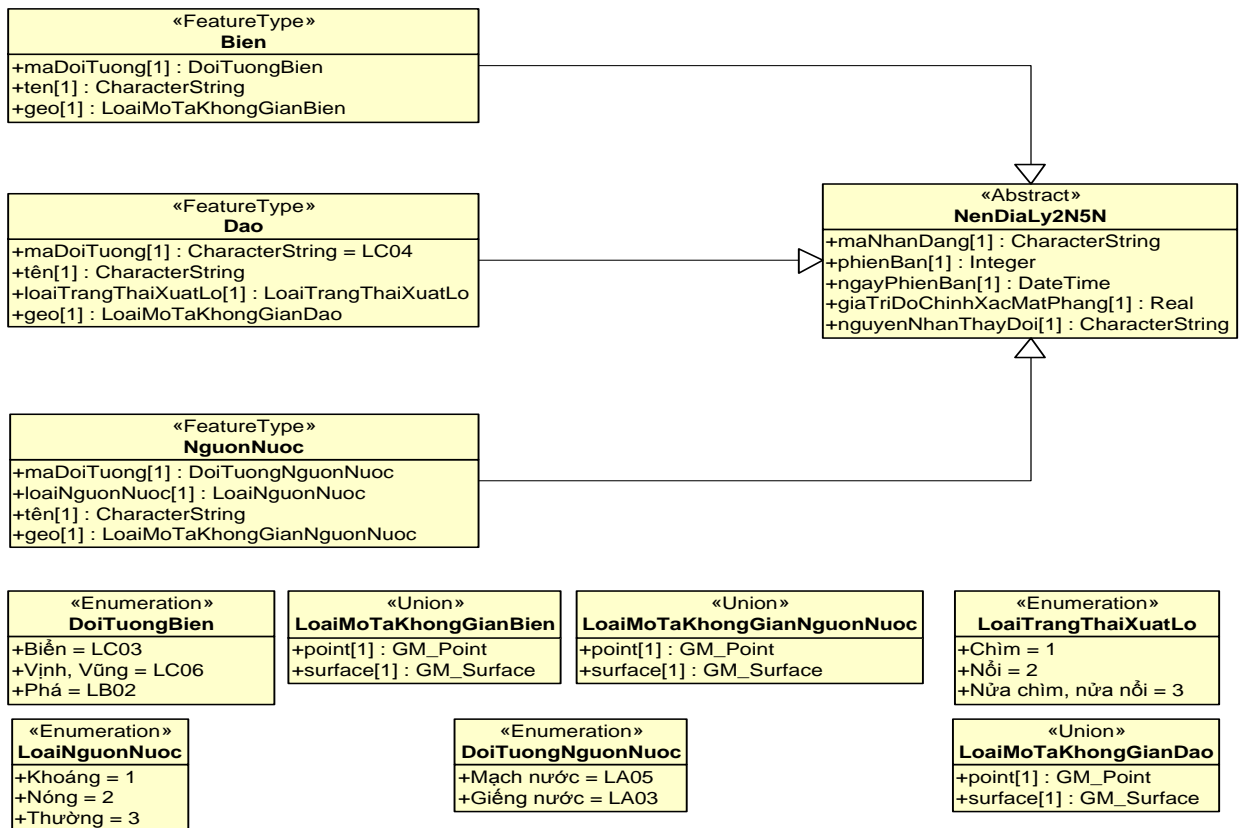 «FeatureType»
Bien
+maDoiTuong[1] : DoiTuongBien
+ten[1] : CharacterString
+geo[1] : LoaiMoTaKhongGianBien
«FeatureType»
Dao
+maDoiTuong[1] : CharacterString = LC04
+tên[1] : CharacterString
+loaiTrangThaiXuatLo[1] : LoaiTrangThaiXuatLo
+geo[1] : LoaiMoTaKhongGianDao
«Abstract»
NenDiaLy2N5N
+maNhanDang[1] : CharacterString
+phienBan[1] : Integer
+ngayPhienBan[1] : DateTime
+giaTriDoChinhXacMatPhang[1] : Real
+nguyenNhanThayDoi[1] : CharacterString
«FeatureType»
NguonNuoc
+maDoiTuong[1] : DoiTuongNguonNuoc
+loaiNguonNuoc[1] : LoaiNguonNuoc
+tên[1] : CharacterString
+geo[1] : LoaiMoTaKhongGianNguonNuoc
«Enumeration»
DoiTuongBien
+Biển = LC03
+Vịnh, Vũng = LC06
+Phá = LB02
«Union»
LoaiMoTaKhongGianBien
+point[1] : GM_Point
+surface[1] : GM_Surface
«Union»
LoaiMoTaKhongGianNguonNuoc
+point[1] : GM_Point
+surface[1] : GM_Surface
«Enumeration»
LoaiTrangThaiXuatLo
+Chìm = 1
+Nổi = 2
+Nửa chìm, nửa nổi = 3
«Enumeration»
LoaiNguonNuoc
+Khoáng = 1
+Nóng = 2
+Thường = 3
«Enumeration»
DoiTuongNguonNuoc
+Mạch nước = LA05
+Giếng nước = LA03
«Union»
LoaiMoTaKhongGianDao
+point[1] : GM_Point
+surface[1] : GM_Surface